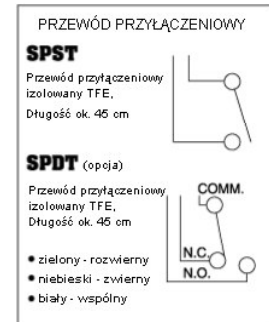 PRZEWÓD PRZYŁĄCZENIOWY
SPST
Przewód przyłączeniowy
izolowany TFE,
Długość ok. 45 cm
SPDT (opcja)
Przewód przyłączeniowy
izolowany TFE,
Długość ok. 45 cm
COMM.
N.C.
N.O.
• zielony - rozwierny
• niebieski - zwierny
• biały - wspólny